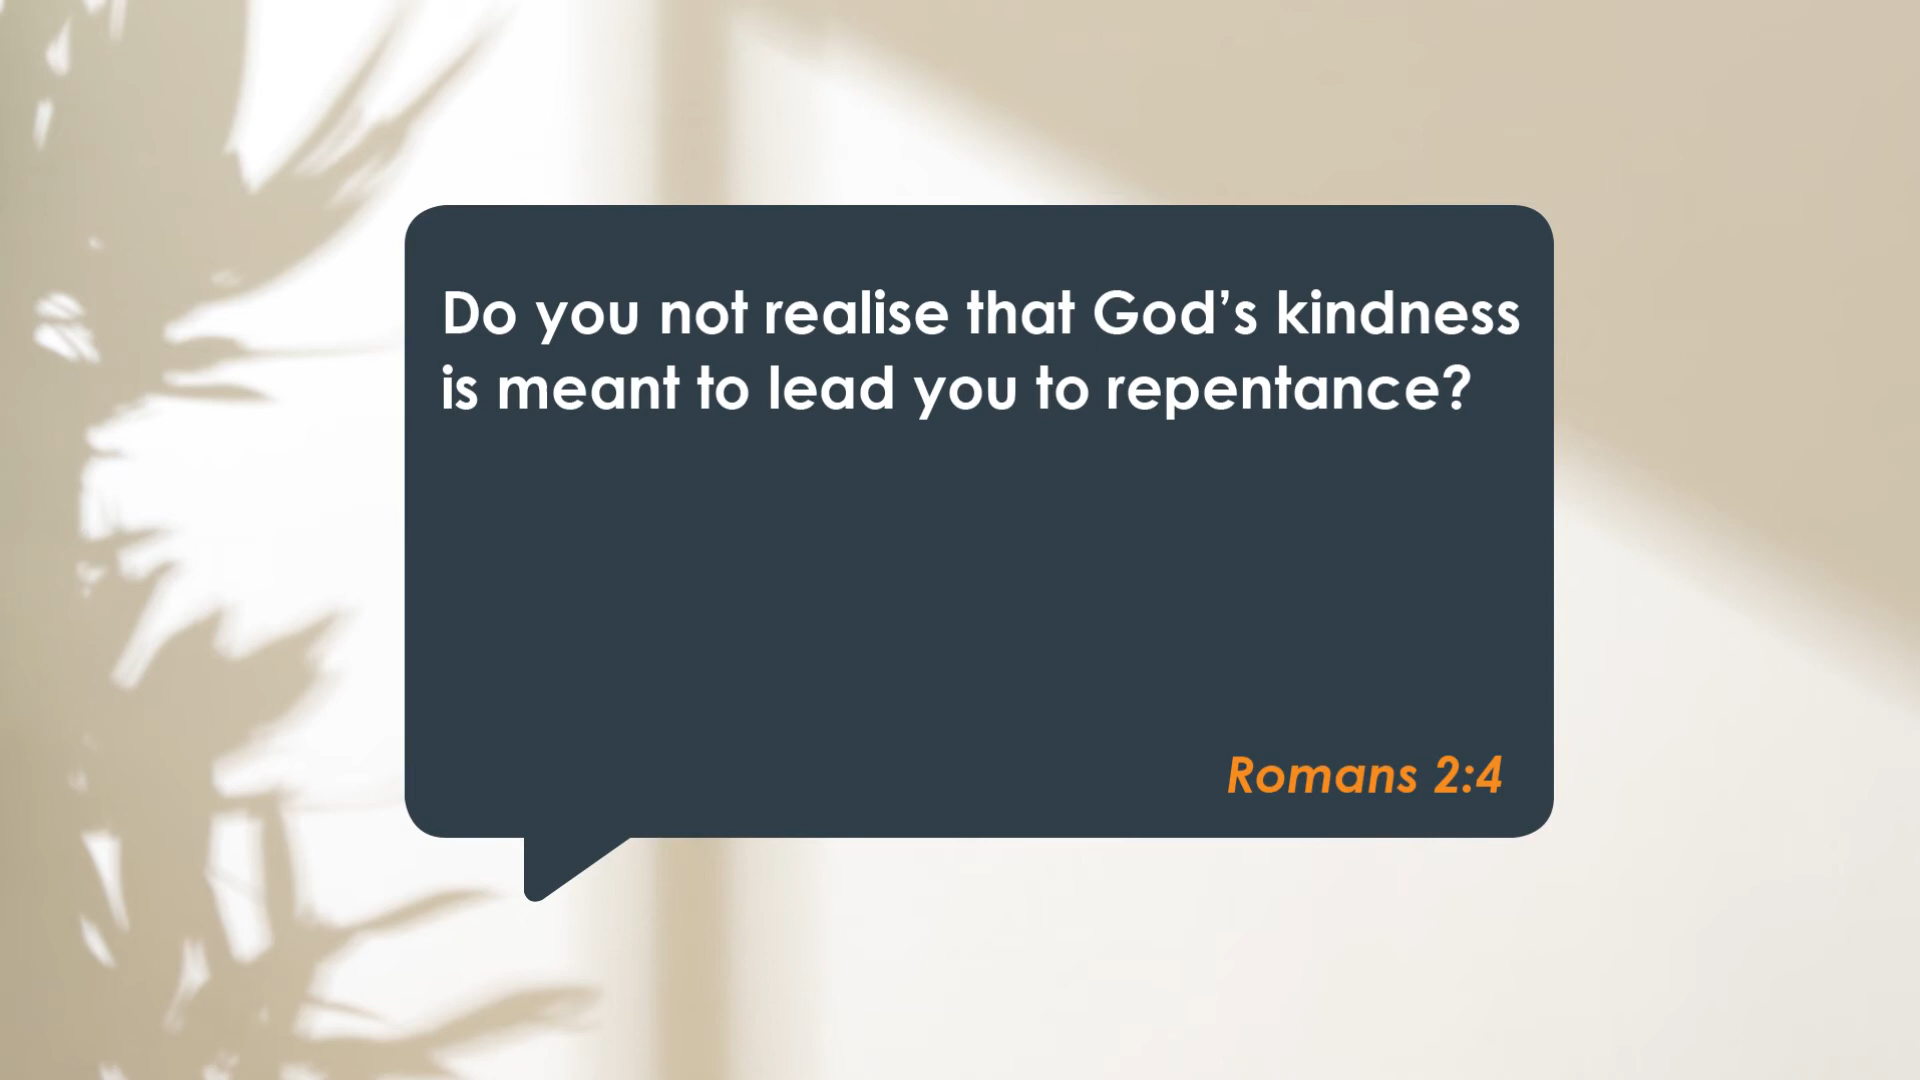 Do you not realise that God’s kindness
is meant to lead you to repentance?
Romans 2:4